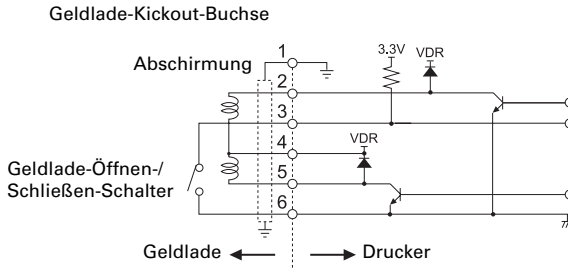 Geldlade-Kickout-Buchse
Abschirmung
1
2
3
4
5
6
3.3V
VDR
VDR
Geldlade-Öffnen-/
Schließen-Schalter
Geldlade
Drucker